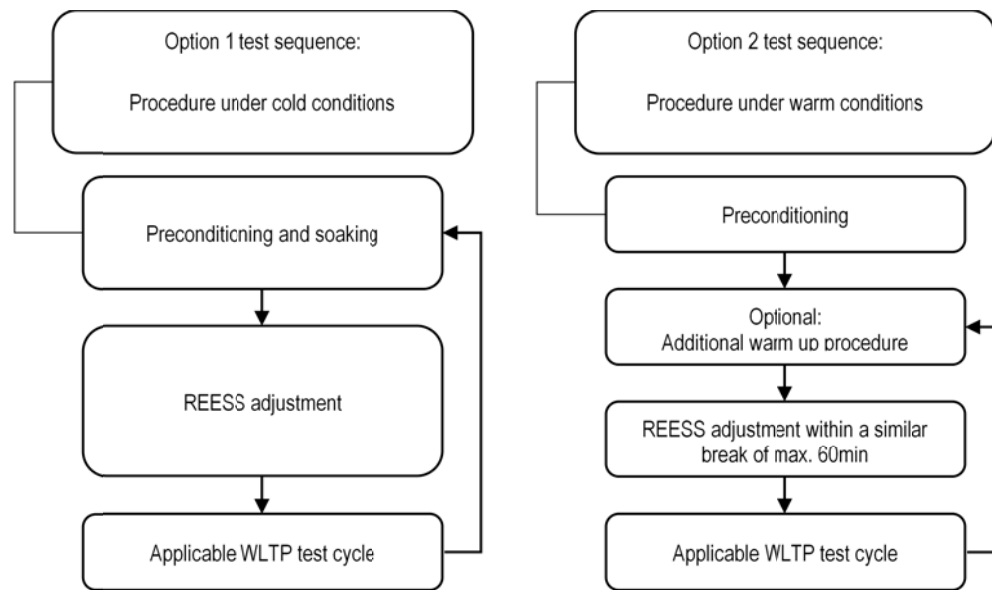 Option 1 test sequence:
Procedure under cold conditions
Preconditioning and soaking
REESS adjustment
Applicable WLTP test cycle
Option 2 test sequence:
Procedure under warm conditions
Preconditioning
Optional:
Additional warm up procedure
REESS adjustment within a similar
break of max. 60min
Applicable WLTP test cycle